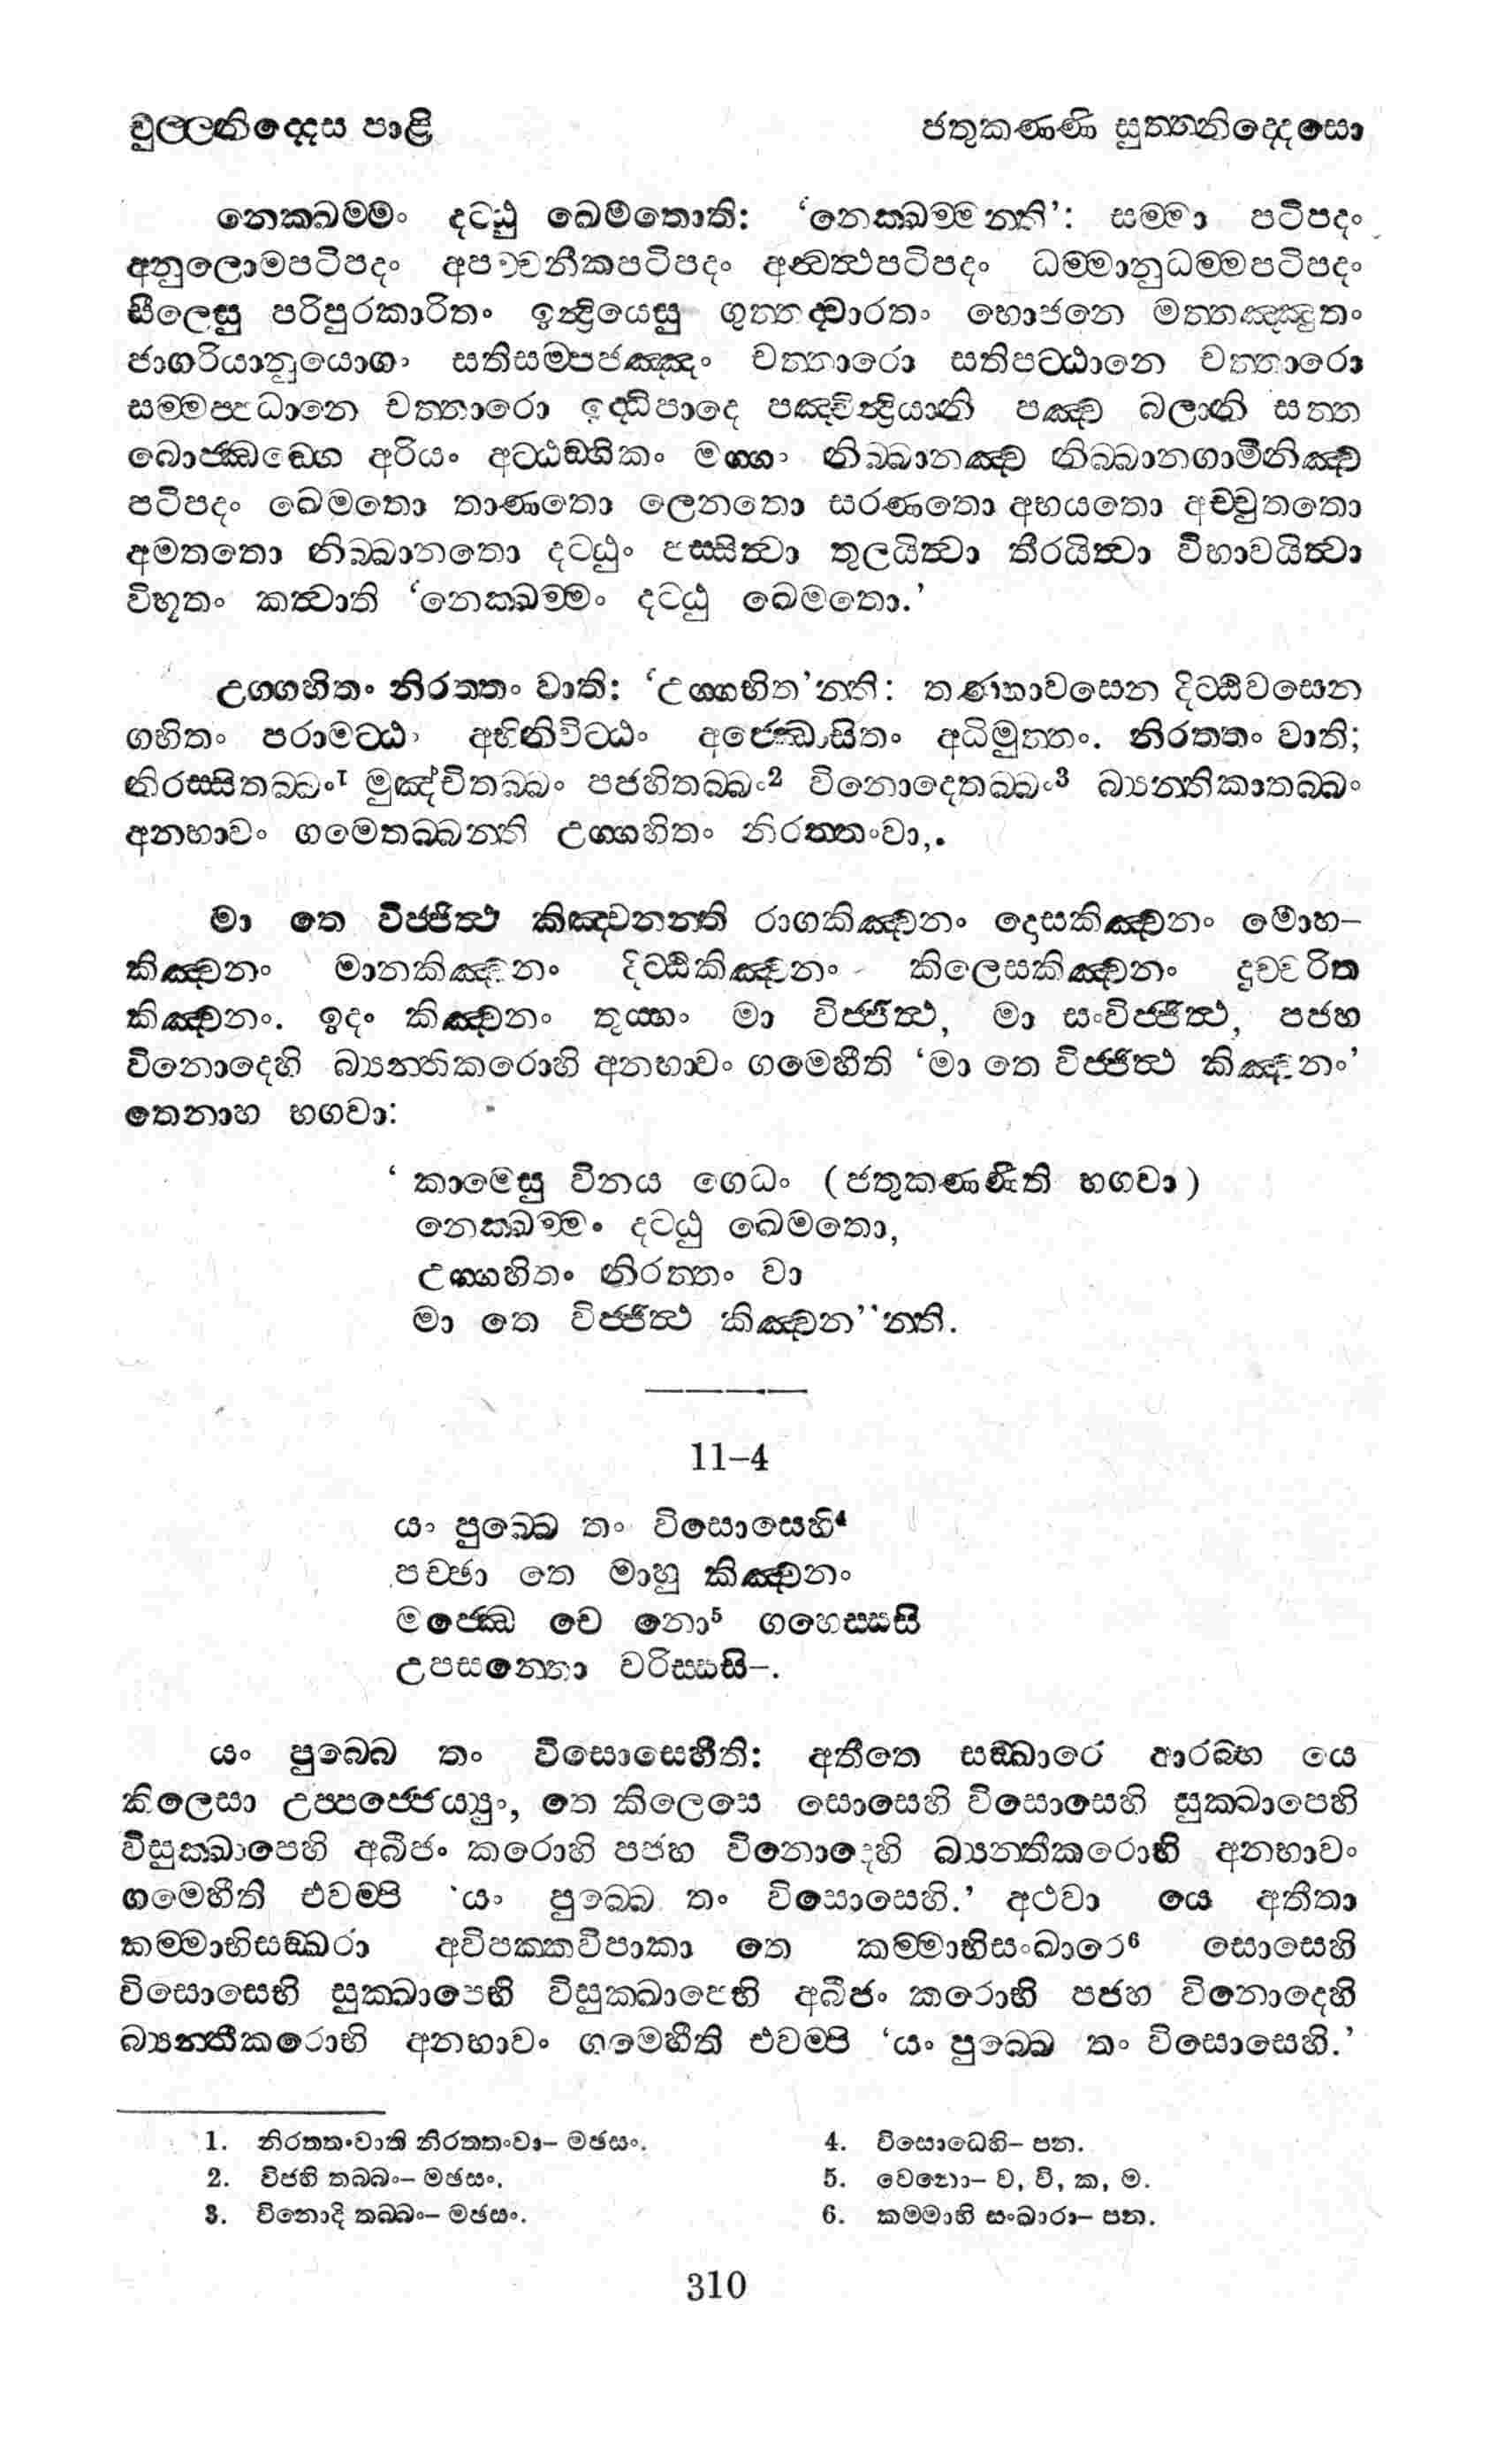 චුල්ලනිද්දෙස පාළි
ජතුකණ්ණි සුත්තනිද්දෙසො
නෙක්ඛම්මං දට්ඨු ඛෙමතොති: ‘නෙක්ඛම්මන්ති’: සම්මා පටිපදං
අනුලොමපටිපදං අපච්චනීකපටිපදං අන්වත්ථපටිපදං ධම්මානුධම්මපටිපදං
සීලෙසු පරිපුරකාරිතං ඉන්ද්‍රියෙසු ගුත්තද්වාරතං භොජනෙ මත්තඤ්ඤුතං
ජාගරියානුයොගං සතිසම්පජඤ්ඤං චත්තාරො සතිපට්ඨානෙ චත්තාරො
සම්මප්පධානෙ චත්තාරො ඉද්ධිපාදෙ පඤ්චින්ද්‍රියානි පඤ්ච බලානි සත්ත
බොජ්ඣඞ්ගෙ අරියං අට්ඨඞ්ගිකං මග්ගං නිබ්බානඤ්ච නිබ්බානගාමිනිඤ්ච
පටිපදං ඛෙමතො තාණතො ලෙනතො සරණතො අභයතො අච්චුතතො
අමතතො නිබ්බානතො දට්ඨුං පස්සිත්වා තුලයිත්වා තීරයිත්වා විභාවයිත්වා
විභූතං කත්වාති ‘නෙක්ඛම්මං දට්ඨු ඛෙමතො.’
උග්ගහිතං නිරත්තං වාති: ‘උග්ගහිත’න්ති: තණ්හාවසෙන දිට්ඨිවසෙන
ගහිතං පරාමට්ඨං අභිනිවිට්ඨං අජ්ඣොසිතං අධිමුත්තං. නිරත්තං වාති;
නිරස්සිතබ්බං¹ මුඤ්චිතබ්බං පජහිතබ්බං² විනොදෙතබ්බං³ බ්‍යන්තිකාතබ්බං
අනභාවං ගමෙතබ්බන්ති උග්ගහිතං නිරත්තංවා,.
මා තෙ විජ්ජිත්ථ කිඤ්චනන්ති රාගකිඤ්චනං දොසකිඤ්චනං මොහ–
කිඤ්චනං මානකිඤ්චනං දිට්ඨිකිඤ්චනං කිලෙසකිඤ්චනං දුච්චරිත
කිඤ්චනං. ඉදං කිඤ්චනං තුය්හං මා විජ්ජිත්ථ, මා සංවිජ්ජිත්ථ, පජහ
විනොදෙහි බ්‍යන්තිකරොහි අනභාවං ගමෙහීති ‘මා තෙ විජ්ජිත්ථ කිඤ්චනං’
තෙනාහ භගවා:
‘ කාමෙසු විනය ගෙධං (ජතුකණ්ණීති භගවා)
නෙක්ඛම්මං දට්ඨු ඛෙමතො,
උග්ගහිතං නිරත්තං වා
මා තෙ විජ්ජිත්ථ කිඤ්චන’’න්ති.
11–4
යං පුබ්බෙ තං විසොසෙහි⁴
පච්ඡා තෙ මාහු කිඤ්චනං
මජ්ඣෙ චෙ නො⁵ ගහෙස්සසි
උපසන්තො චරිස්සසි–.
යං පුබ්බෙ තං විසොසෙහීති: අතීතෙ සඞ්ඛාරෙ ආරබ්භ යෙ
කිලෙසා උප්පජ්ජෙය්‍යුං, තෙ කිලෙසෙ සොසෙහි විසොසෙහි සුක්ඛාපෙහි
විසුක්ඛාපෙහි අබීජං කරොහි පජහ විනොදෙහි බ්‍යන්තීකරොහි අනභාවං
ගමෙහීති එවම්පි ‘යං පුබ්බෙ තං විසොසෙහි.’ අථවා යෙ අතීතා
කම්මාභිසඞ්ඛරා අවිපක්කවිපාකා තෙ කම්මාභිසංඛාරෙ⁶ සොසෙහි
විසොසෙහි සුක්ඛාපෙහි විසුක්ඛාපෙහි අබීජං කරොහි පජහ විනොදෙහි
බ්‍යන්තීකරොහි අනභාවං ගමෙහීති එවම්පි ‘යං පුබ්බෙ තං විසොසෙහි.’
1. නිරත්තංවාති නිරත්තංවා– මඡසං.
2. විජහි තබ්බං– මඡසං.
3. විනොදි තබ්බං– මඡසං.
4. විසොධෙහි– පන.
5. චෙනො– ව, වි, ක, ම.
6. කම්මාභි සංඛාරා– පන.
310